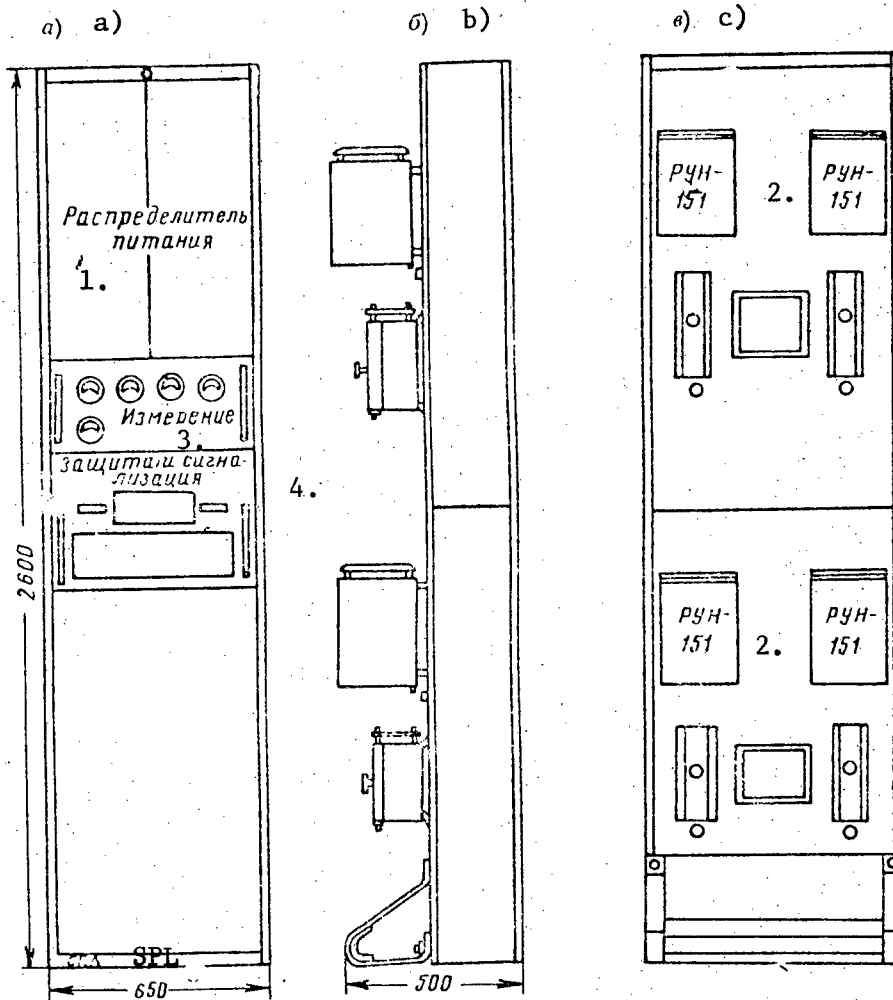 а) a)
б) b)
в) c)
Распределитель
питания
1.
Измерение
3.
Защита и сигна-
лизация
SPL
2600
650
4.
500
РУН-
151
2.
РУН-
151
РУН-
151
2.
РУН-
151